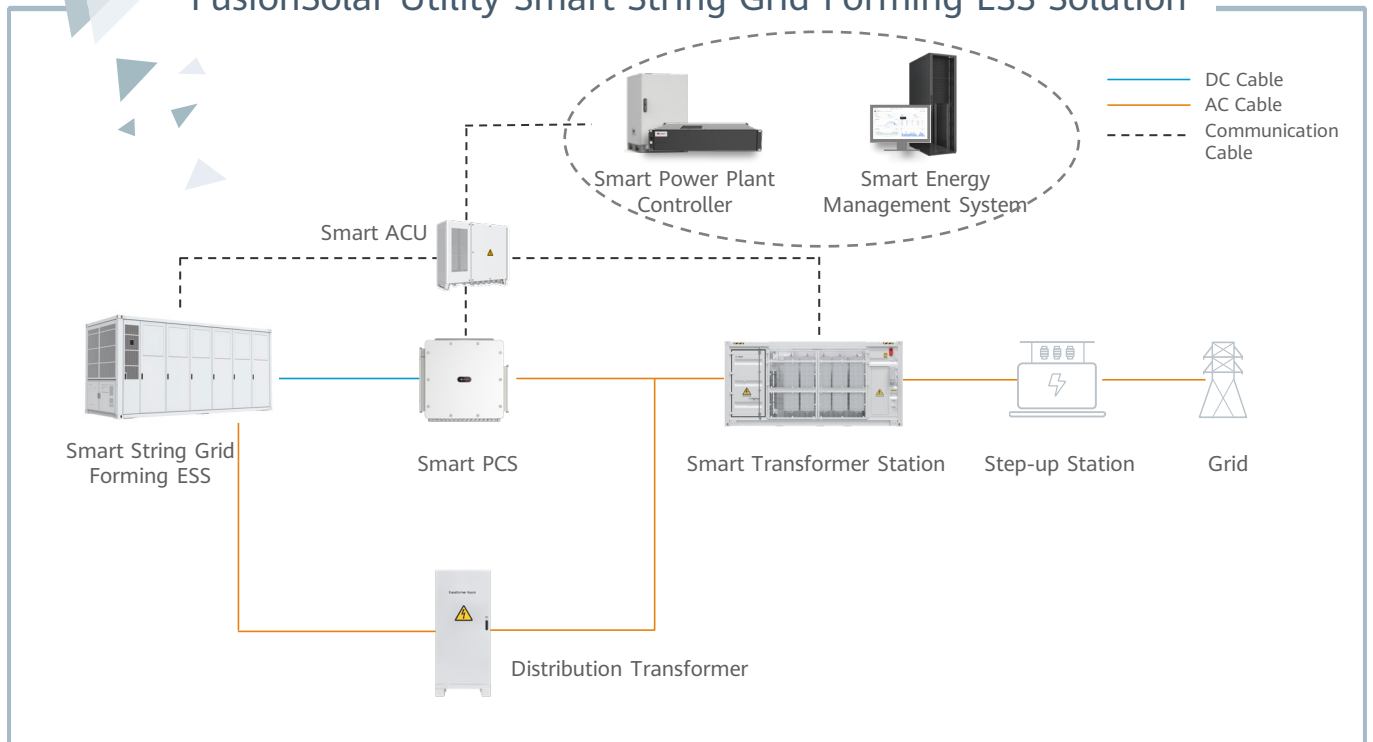 FusionSolar Utility Smart String Grid Forming ESS Solution
DC Cable
AC Cable
Communication
Cable
Smart Power Plant
Controller
Smart Energy
Management System
Smart ACU
Smart String Grid
Forming ESS
Smart PCS
Smart Transformer Station
Step-up Station
Grid
Distribution Transformer